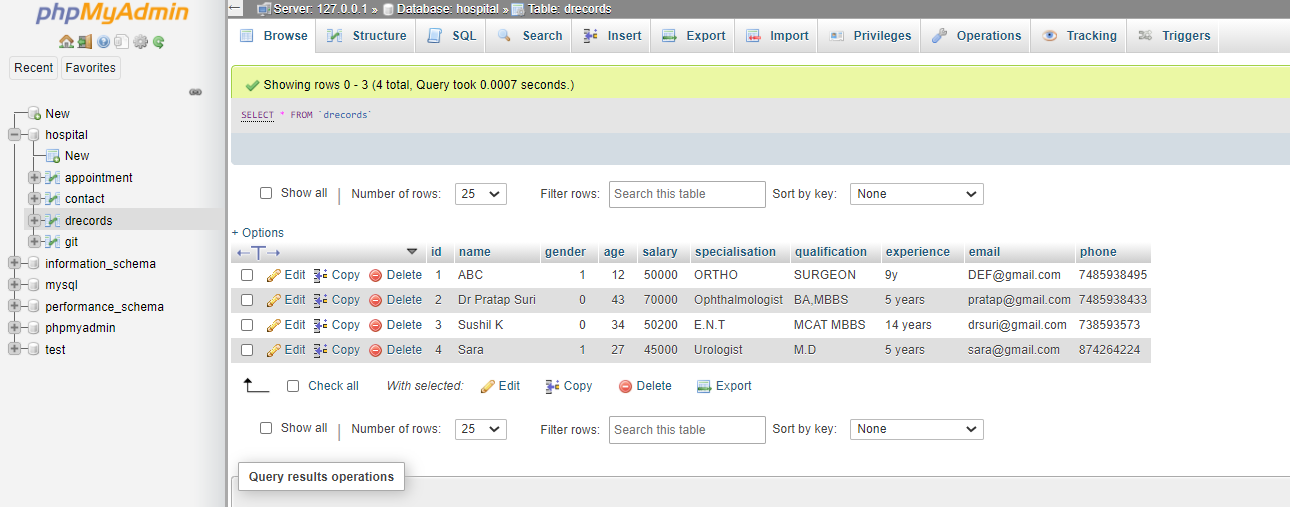 phpMyAdmin
Recent Favorites
New
hospital
New
appointment
contact
drecords
git
information_schema
mysql
performance_schema
phpmyadmin
test
Server: 127.0.0.1 » Database: hospital » Table: drecords
Browse Structure SQL Search Insert Export Import Privileges Operations Tracking Triggers
Showing rows 0 - 3 (4 total, Query took 0.0007 seconds.)
SELECT * FROM `drecords`
Show all | Number of rows: 25 Filter rows: Search this table Sort by key: None
+ Options
←T→ id name gender age salary specialisation qualification experience email phone
Edit Copy Delete 1 ABC 1 12 50000 ORTHO SURGEON 9y DEF@gmail.com 7485938495
Edit Copy Delete 2 Dr Pratap Suri 0 43 70000 Ophthalmologist BA,MBBS 5 years pratap@gmail.com 7485938433
Edit Copy Delete 3 Sushil K 0 34 50200 E.N.T MCAT MBBS 14 years drsuri@gmail.com 738593573
Edit Copy Delete 4 Sara 1 27 45000 Urologist M.D 5 years sara@gmail.com 874264224
Check all With selected: Edit Copy Delete Export
Show all | Number of rows: 25 Filter rows: Search this table Sort by key: None
Query results operations